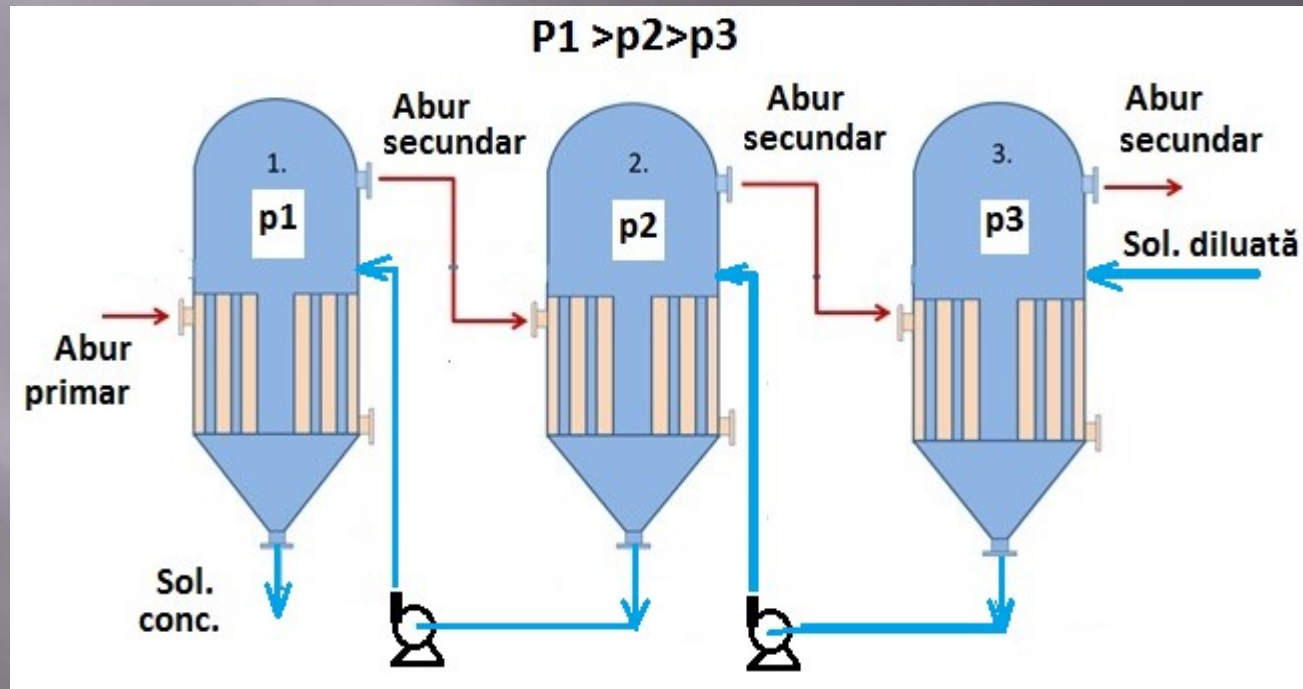 P1 >p2>p3
Abur
secundar
Abur
secundar
Abur
secundar
1.
p1
2.
p2
3.
p3
Sol. diluată
Abur
primar
Sol.
conc.